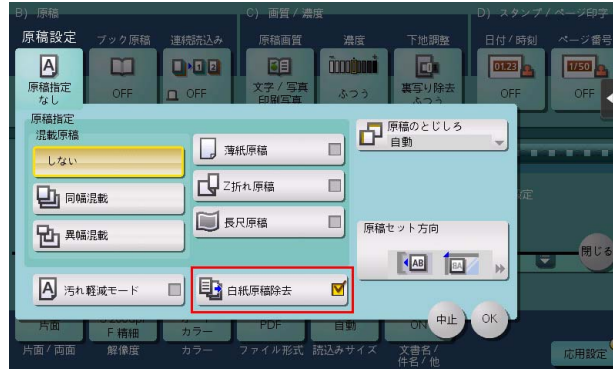 B) 原稿
C) 画質 / 濃度
D) スタンプ / ページ印字
原稿設定
ブック原稿
連続読込み
原稿画質
濃度
下地調整
日付 / 時刻
ページ番号
A
01.23
1/50
原稿指定
なし
OFF
OFF
文字 / 写真
印刷写真
ふつう
裏写り除去
ふつう
OFF
OFF
原稿指定
混載原稿
しない
同幅混載
異幅混載
薄紙原稿
Z折れ原稿
長尺原稿
原稿のとじしろ
自動
原稿セット方向
AB
閉じる
汚れ軽減モード
白紙原稿除去
中止
OK
片面
F 精細
カラー
PDF
自動
ON
片面 / 両面
解像度
カラー
ファイル形式
読込みサイズ
文書名 /
件名 / 他
応用設定